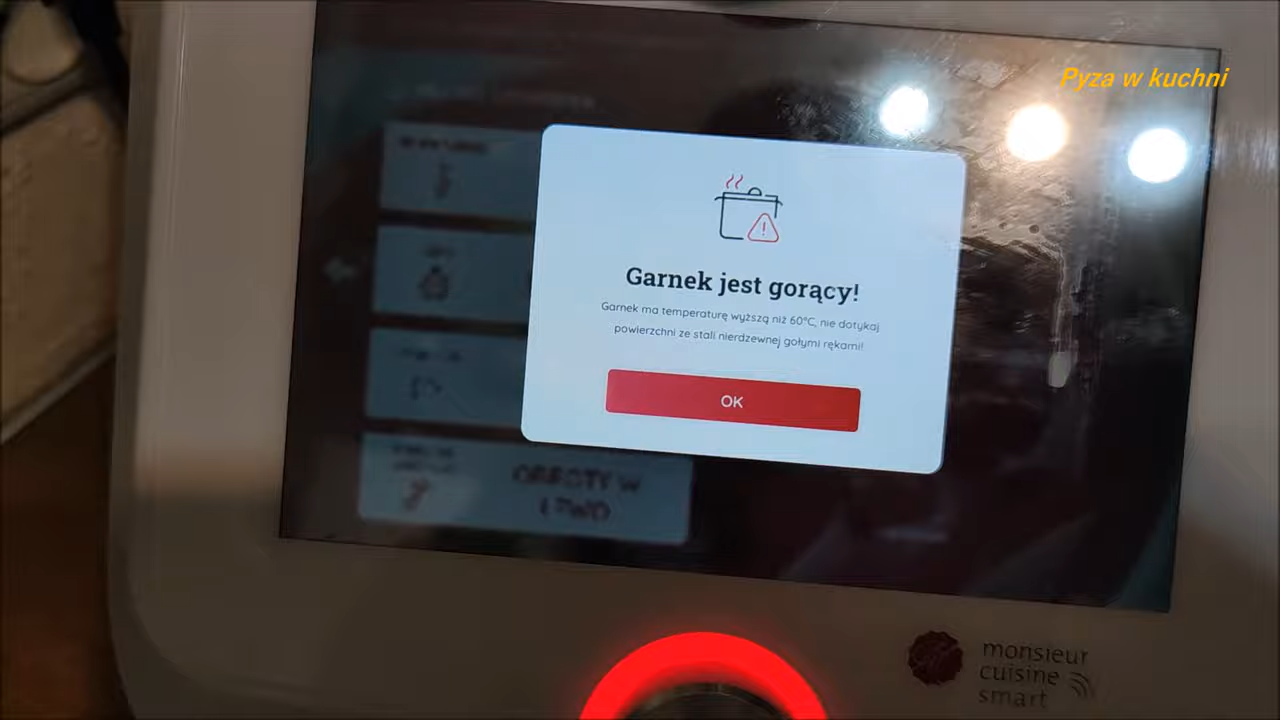 Pyza w kuchni
Garnek jest gorący!
Garnek ma temperaturę wyższą niż 60°C, nie dotykaj
powierzchni ze stali nierdzewnej gołymi rękami!
OK
OBROTY W
LEWO
monsieur
cuisine
smart